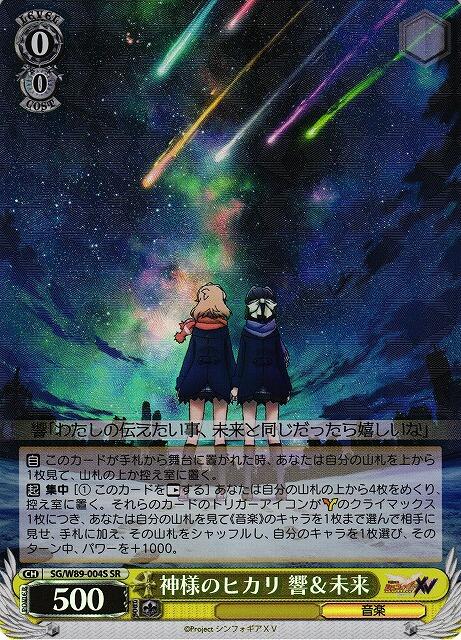 LEVEL
0
0
COST
響「わたしの伝えたい事、未来と同じだったら嬉しいな」
自 このカードが手札から舞台に置かれた時、あなたは自分の山札を上から
1枚見て、山札の上か控え室に置く。
起 集中 [① このカードを する] あなたは自分の山札の上から4枚をめくり、
控え室に置く。それらのカードのトリガーアイコンが のクライマックス
1枚につき、あなたは自分の山札を見て《音楽》のキャラを1枚まで選んで相手に
見せ、手札に加え、その山札をシャッフルし、自分のキャラを1枚選び、その
ターン中、パワーを+1000。
CH SG/W89-004S SR
POWER
500
神様のヒカリ 響&未来
XV
音楽
©Project シンフォギアXV